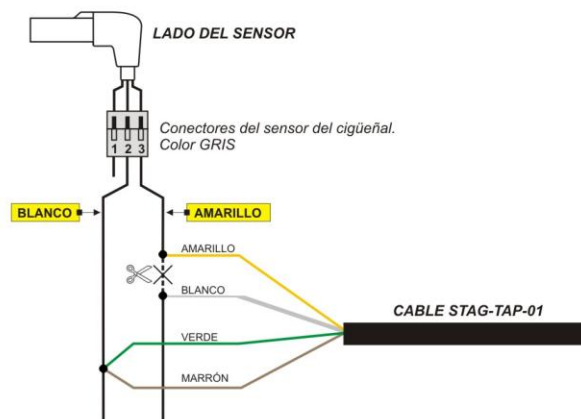 LADO DEL SENSOR
Conectores del sensor del cigüeñal.
Color GRIS
1 2 3
BLANCO
AMARILLO
AMARILLO
BLANCO
CABLE STAG-TAP-01
VERDE
MARRÓN